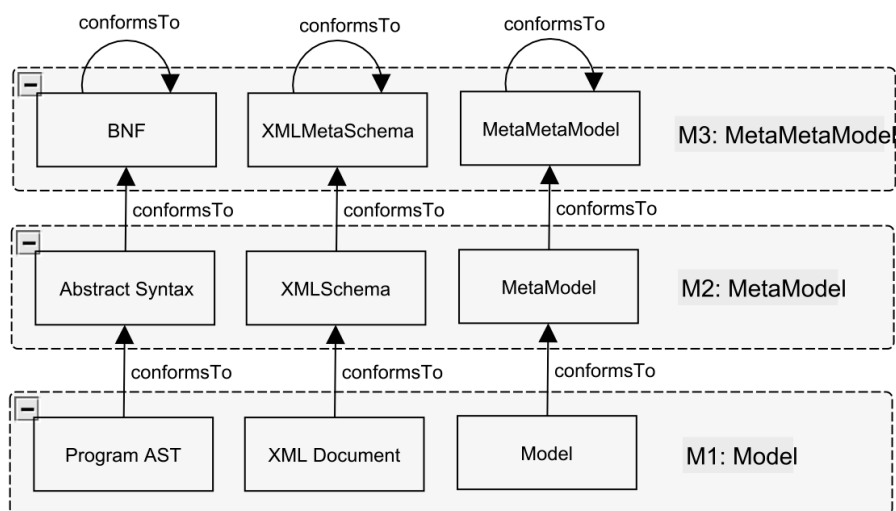 conformsTo
conformsTo
conformsTo
BNF
XMLMetaSchema
MetaMetaModel
M3: MetaMetaModel
conformsTo
conformsTo
conformsTo
Abstract Syntax
XMLSchema
MetaModel
M2: MetaModel
conformsTo
conformsTo
conformsTo
Program AST
XML Document
Model
M1: Model